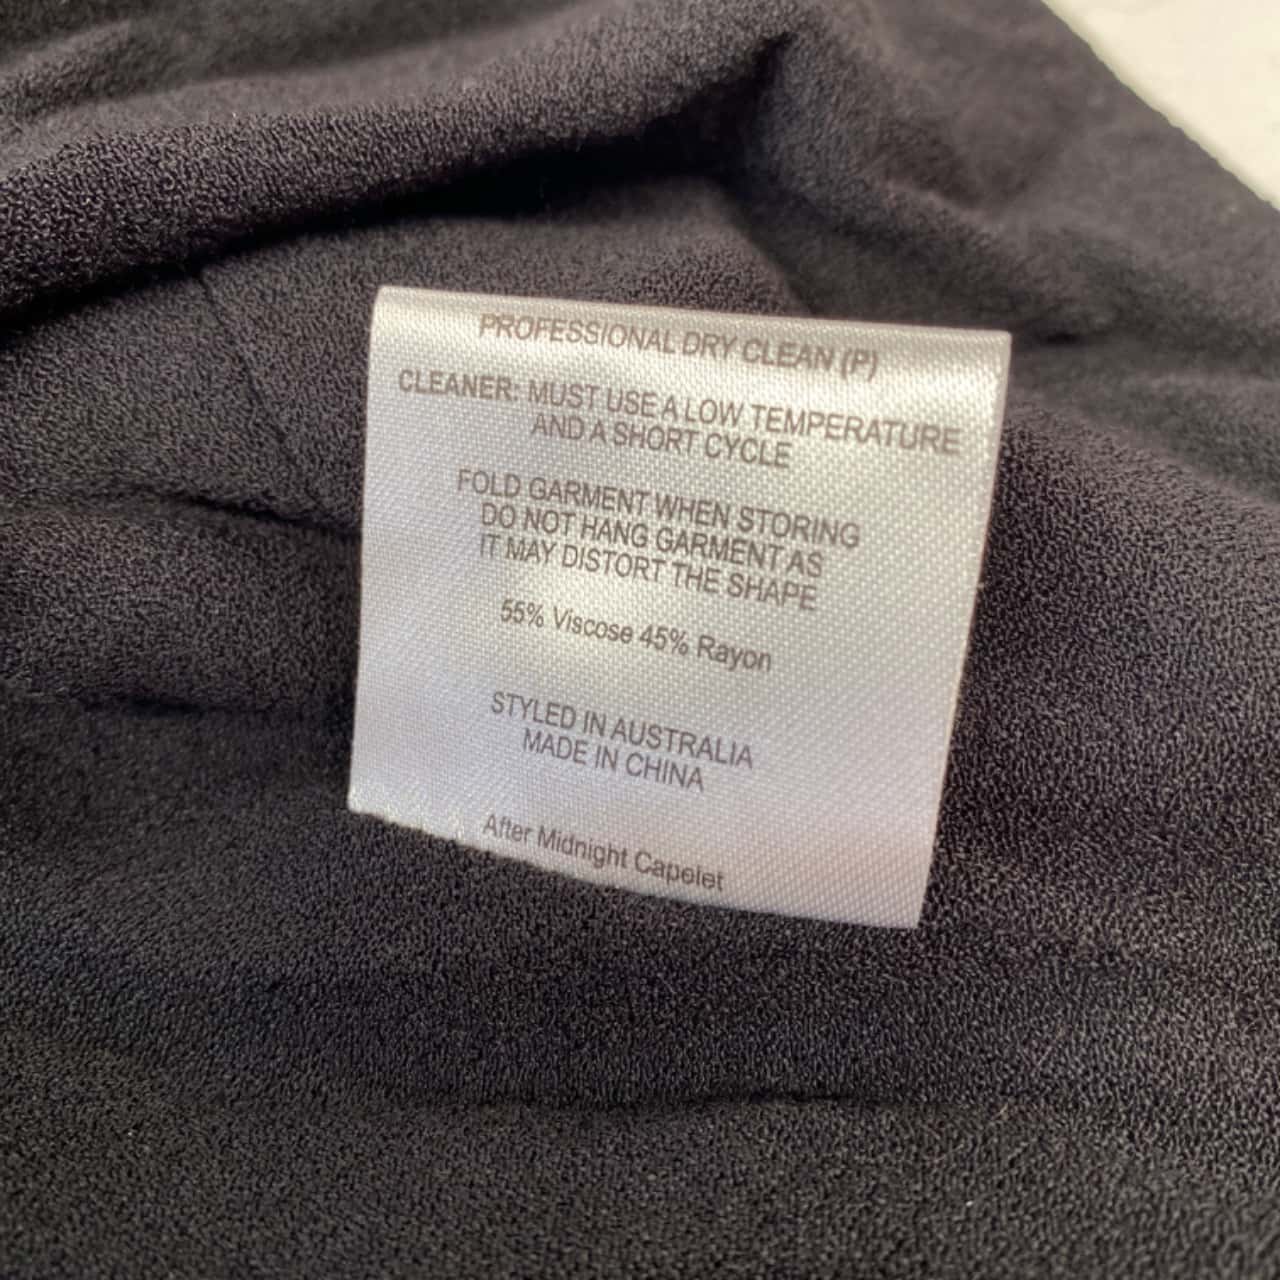 PROFESSIONAL DRY CLEAN (P)
CLEANER: MUST USE A LOW TEMPERATURE
AND A SHORT CYCLE
FOLD GARMENT WHEN STORING
DO NOT HANG GARMENT AS
IT MAY DISTORT THE SHAPE
55% Viscose 45% Rayon
STYLED IN AUSTRALIA
MADE IN CHINA
After Midnight Capelet